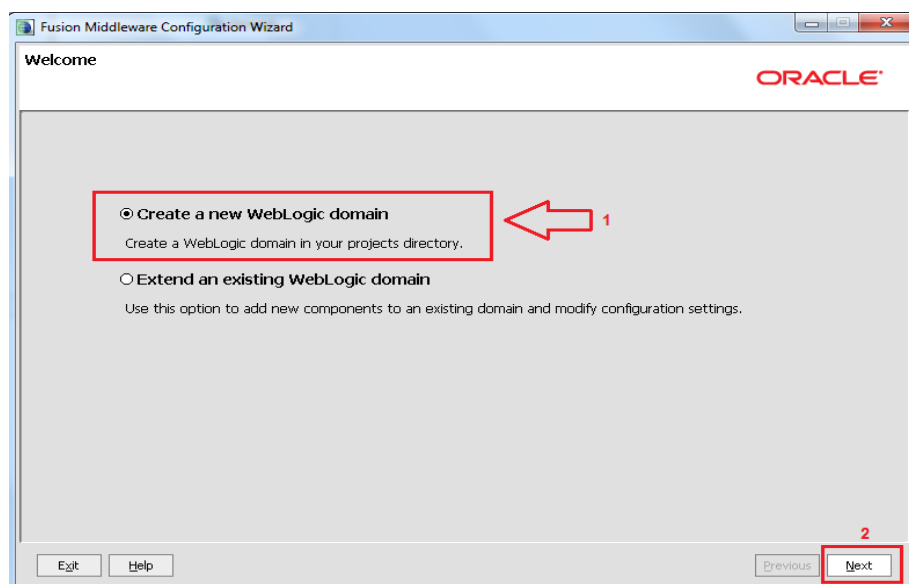 Fusion Middleware Configuration Wizard
Welcome
ORACLE
Create a new WebLogic domain
1
Create a WebLogic domain in your projects directory.
Extend an existing WebLogic domain
Use this option to add new components to an existing domain and modify configuration settings.
2
Exit Help Previous Next